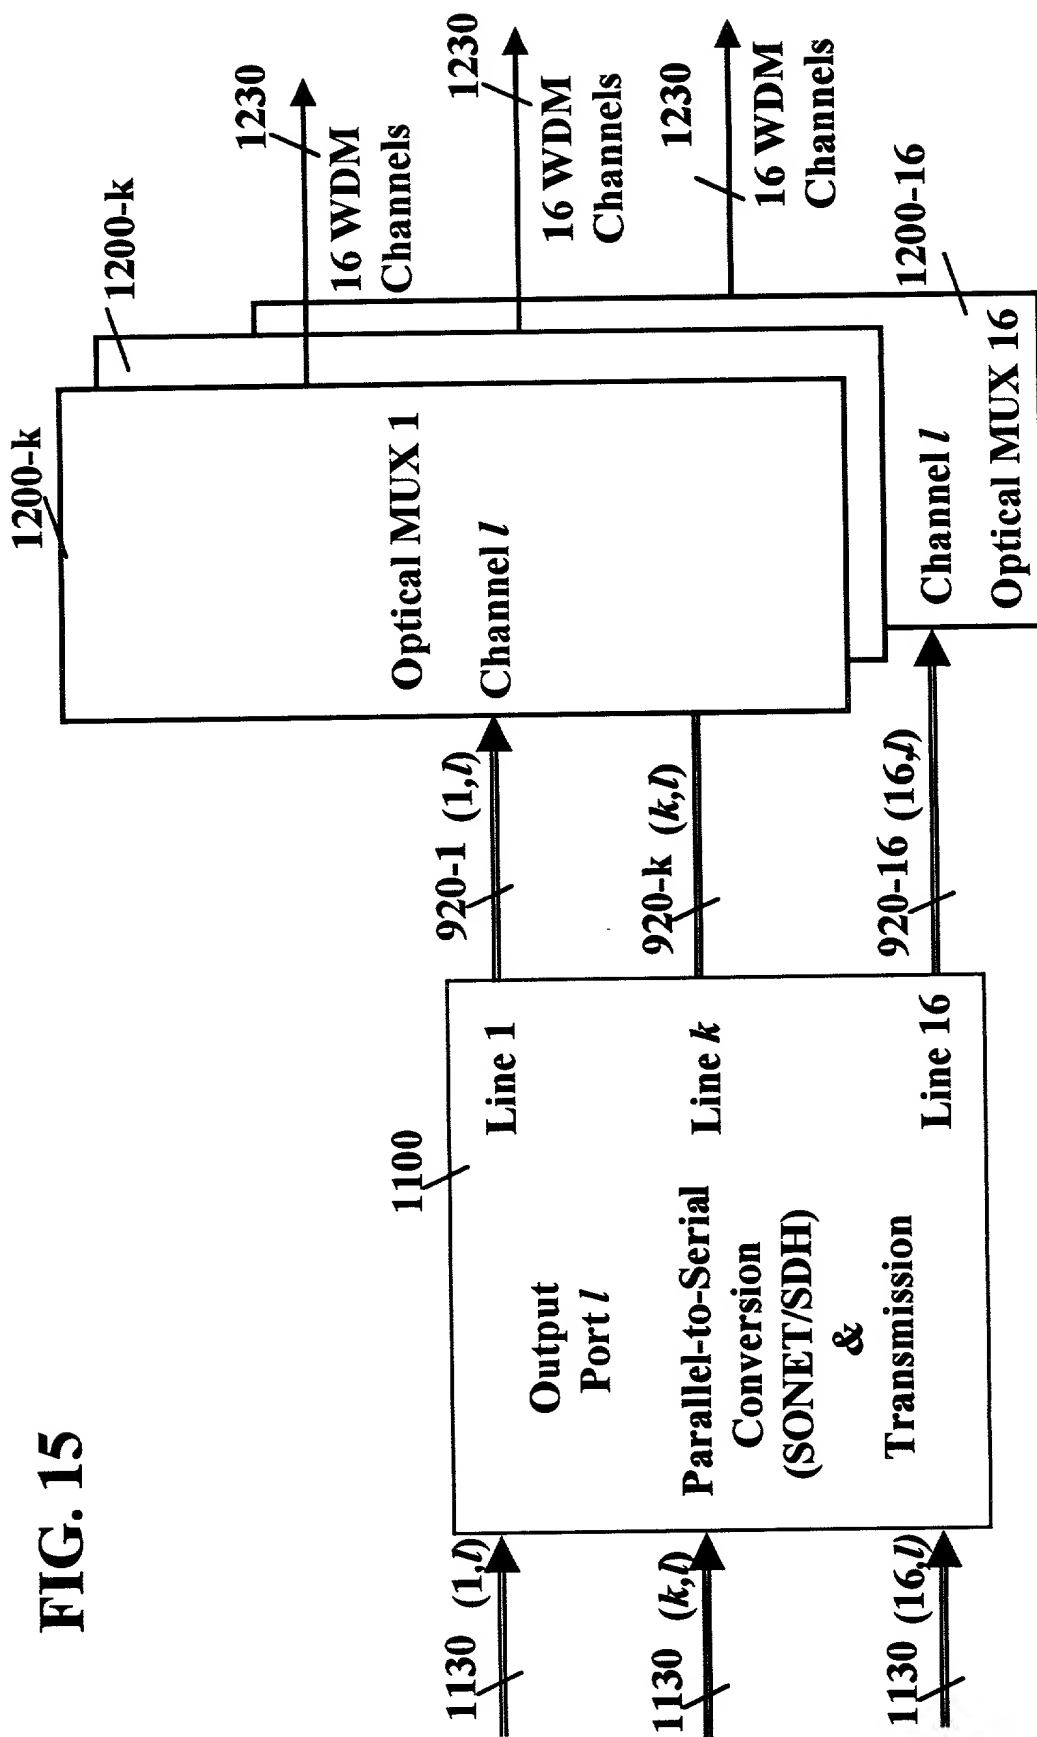 FIG. 15
1130 (1,l)
1130 (k,l)
1130 (16,l)
1100
Output
Port l
Parallel-to-Serial
Conversion
(SONET/SDH)
&
Transmission
Line 1
Line k
Line 16
920-1 (1,l)
920-k (k,l)
920-16 (16,l)
1200-k
Optical MUX 1
Channel l
1200-k
Channel l
Optical MUX 16
1200-16
1230
16 WDM
Channels
1230
16 WDM
Channels
1230
16 WDM
Channels